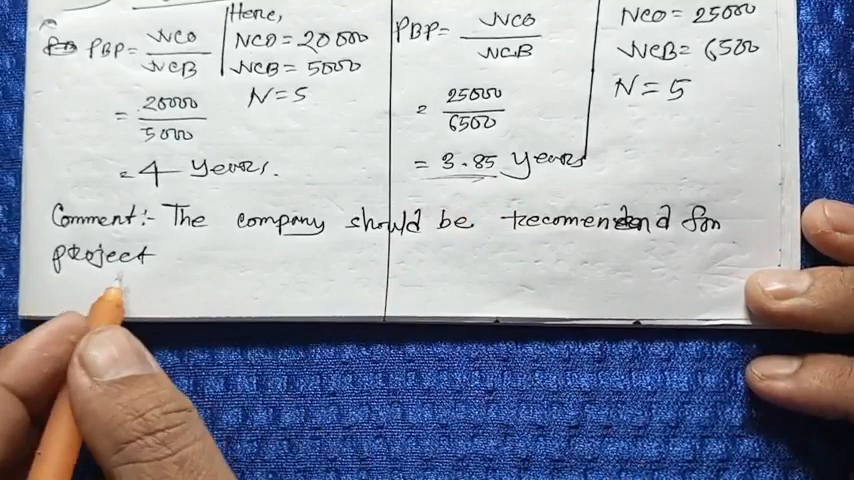 PBP = NCO / NCB
Here,
NCO = 20000
NCB = 5000
N = 5
= 20000 / 5000
= 4 Years.
PBP = NCO / NCB
NCO = 25000
NCB = 6500
N = 5
= 25000 / 6500
= 3.85 years
Comment:- The company should be recomend for
project